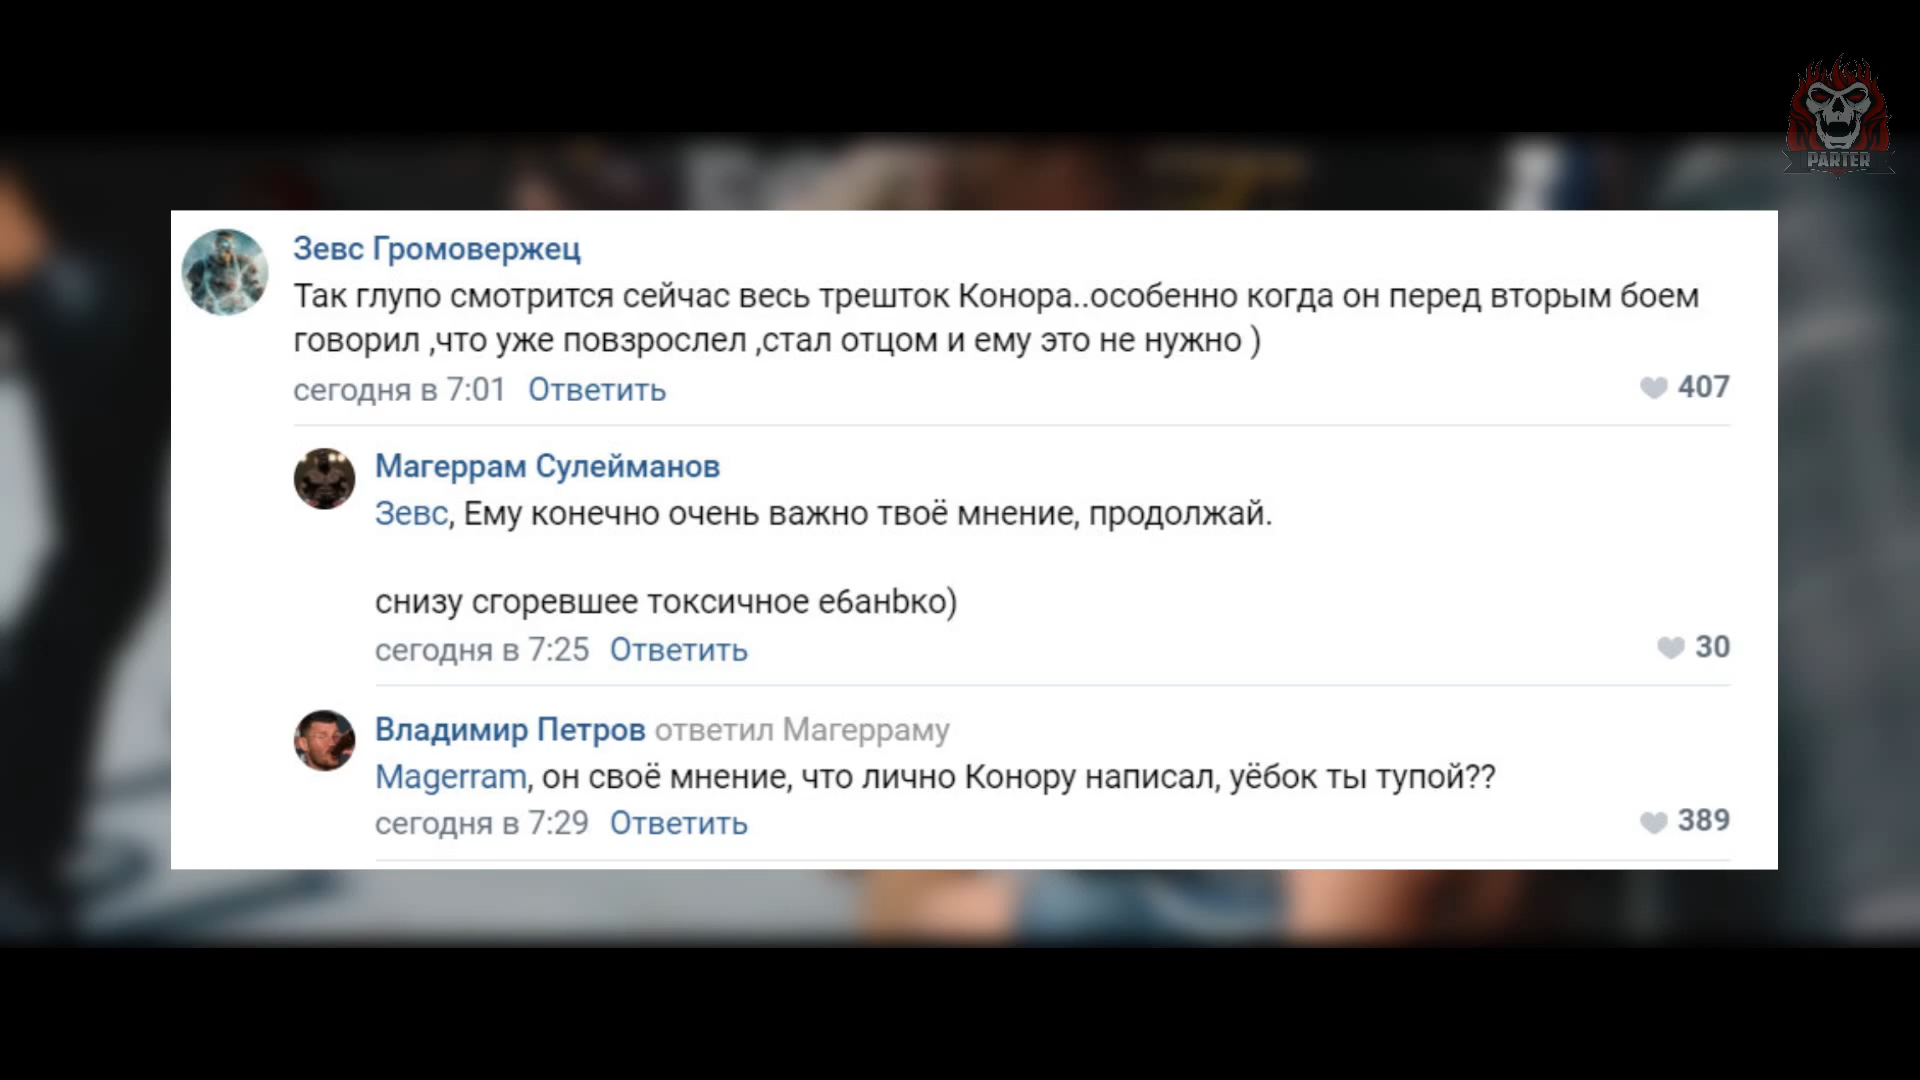 PARTER
Зевс Громовержец
Так глупо смотрится сейчас весь трешток Конора..особенно когда он перед вторым боем
говорил ,что уже повзрослел ,стал отцом и ему это не нужно )
сегодня в 7:01 Ответить 407
Магеррам Сулейманов
Зевс, Ему конечно очень важно твоё мнение, продолжай.
снизу сгоревшее токсичное е6анbко)
сегодня в 7:25 Ответить 30
Владимир Петров ответил Магерраму
Magerram, он своё мнение, что лично Конору написал, уёбок ты тупой??
сегодня в 7:29 Ответить 389